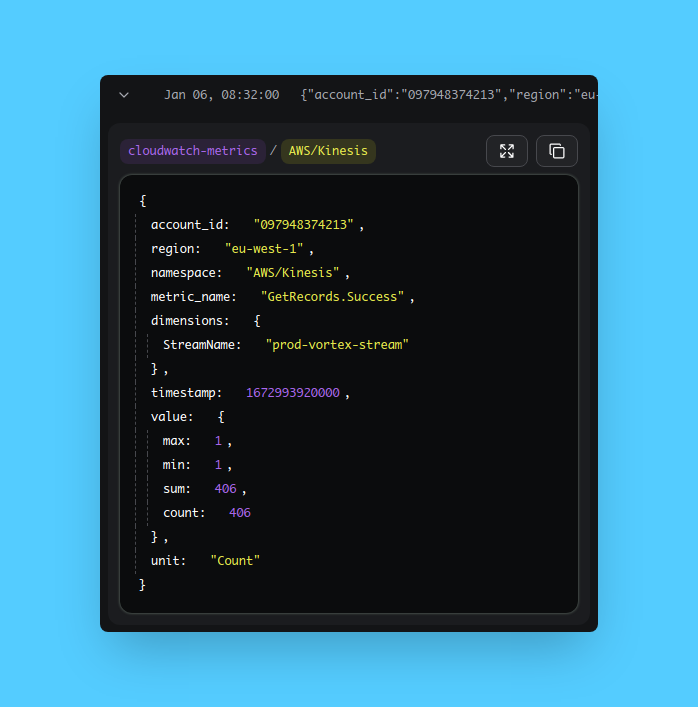 Jan 06, 08:32:00 {"account_id":"097948374213","region":"eu-
cloudwatch-metrics / AWS/Kinesis
{
account_id: "097948374213" ,
region: "eu-west-1" ,
namespace: "AWS/Kinesis" ,
metric_name: "GetRecords.Success" ,
dimensions: {
StreamName: "prod-vortex-stream"
} ,
timestamp: 1672993920000 ,
value: {
max: 1 ,
min: 1 ,
sum: 406 ,
count: 406
} ,
unit: "Count"
}